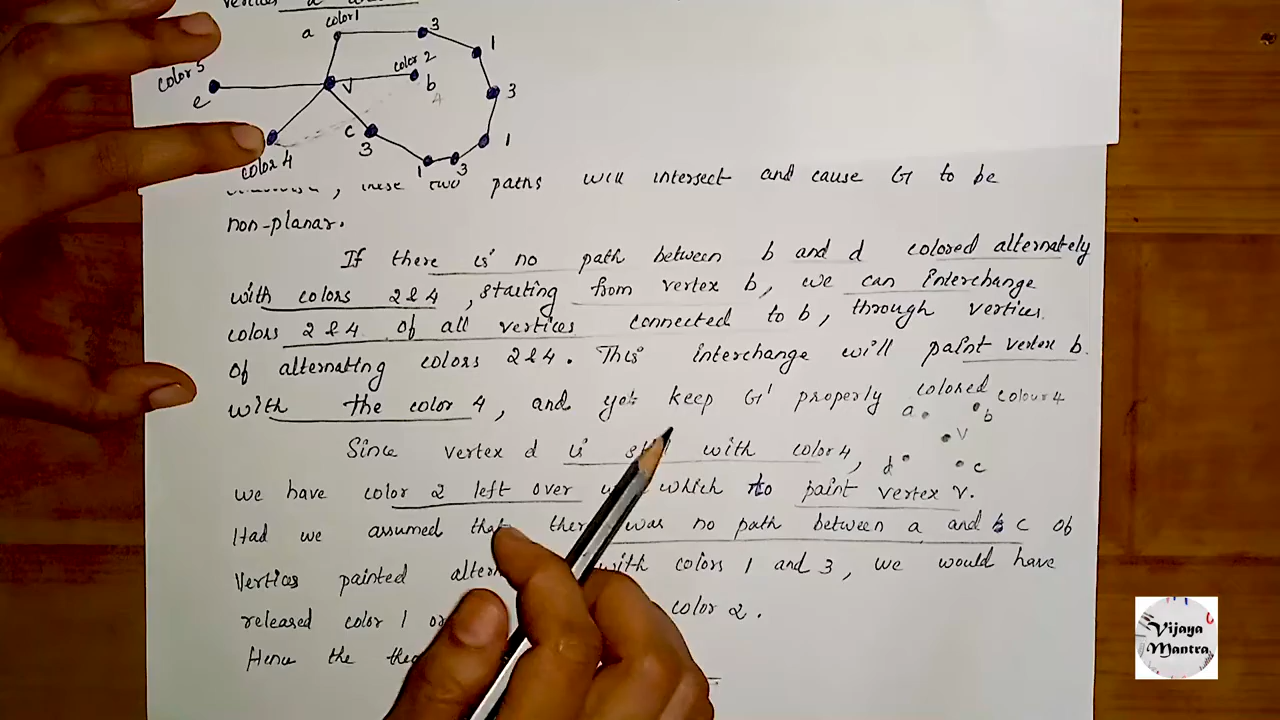 vertices
color 1
a
3
1
color 2
color 5
e
v
b
4
3
c
3
1
color 4
1
3
these two paths will intersect and cause G to be
non-planar.
If there is no path between b and d colored alternately
with colors 2 & 4, starting from vertex b, we can interchange
colors 2 & 4 of all vertices connected to b, through vertices
of alternating colors 2 & 4. This interchange will paint vertex b
with the color 4, and yet keep G' properly colored
colour 4
a
b
v
d
c
Since vertex d is with color 4,
we have color 2 left over which to paint vertex v.
Had we assumed that was no path between a and c of
vertices painted with colors 1 and 3, we would have
released color 1 color 2.
Hence the
Vijaya
Mantra